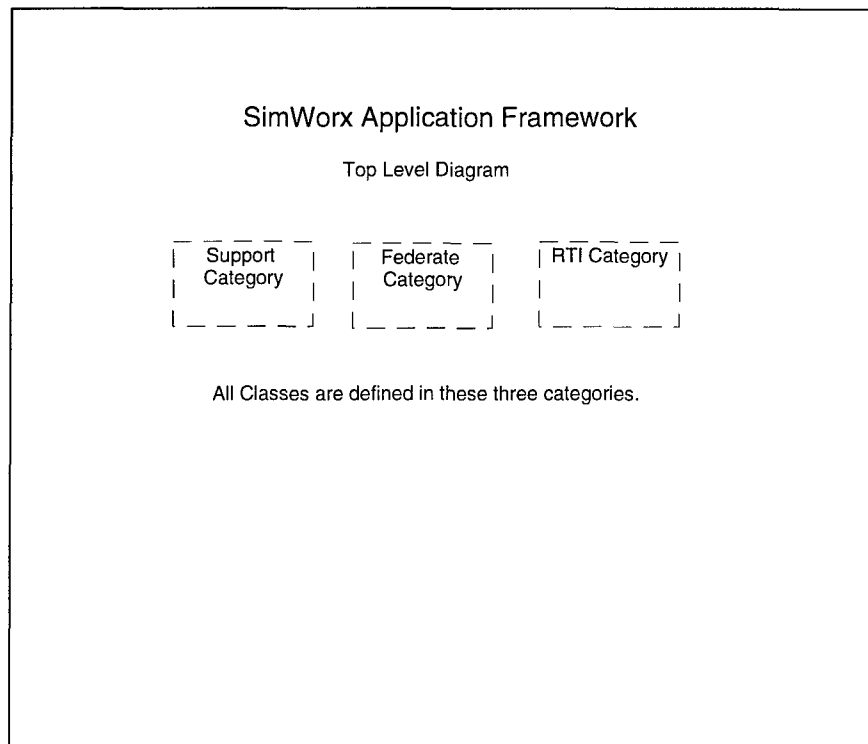 SimWorx Application Framework
Top Level Diagram
Support
Category
Federate
Category
RTI Category
All Classes are defined in these three categories.